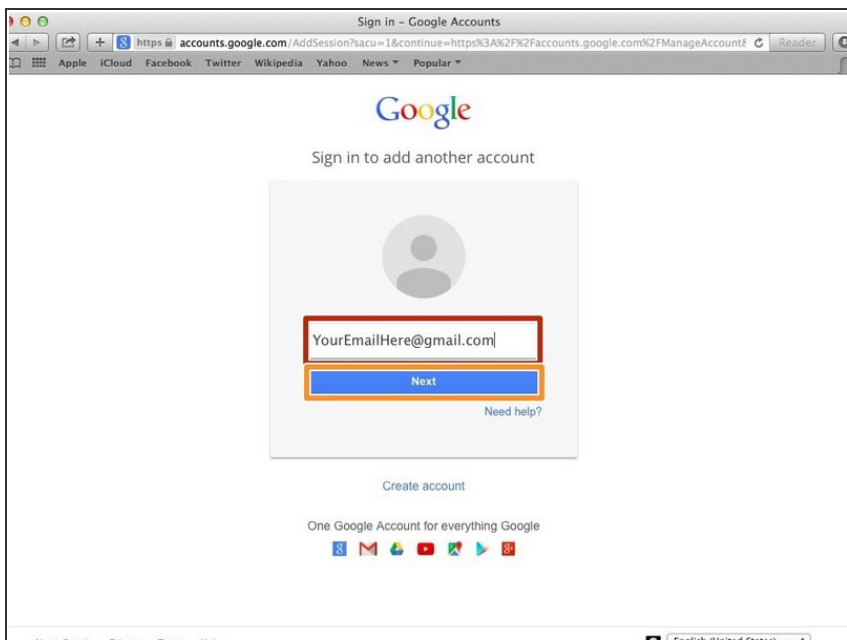 Sign in – Google Accounts
https accounts.google.com/AddSession?sacu=1&continue=https%3A%2F%2Faccounts.google.com%2FManageAccount& Reader
Apple iCloud Facebook Twitter Wikipedia Yahoo News Popular
Google
Sign in to add another account
YourEmailHere@gmail.com
Next
Need help?
Create account
One Google Account for everything Google
English (United States)